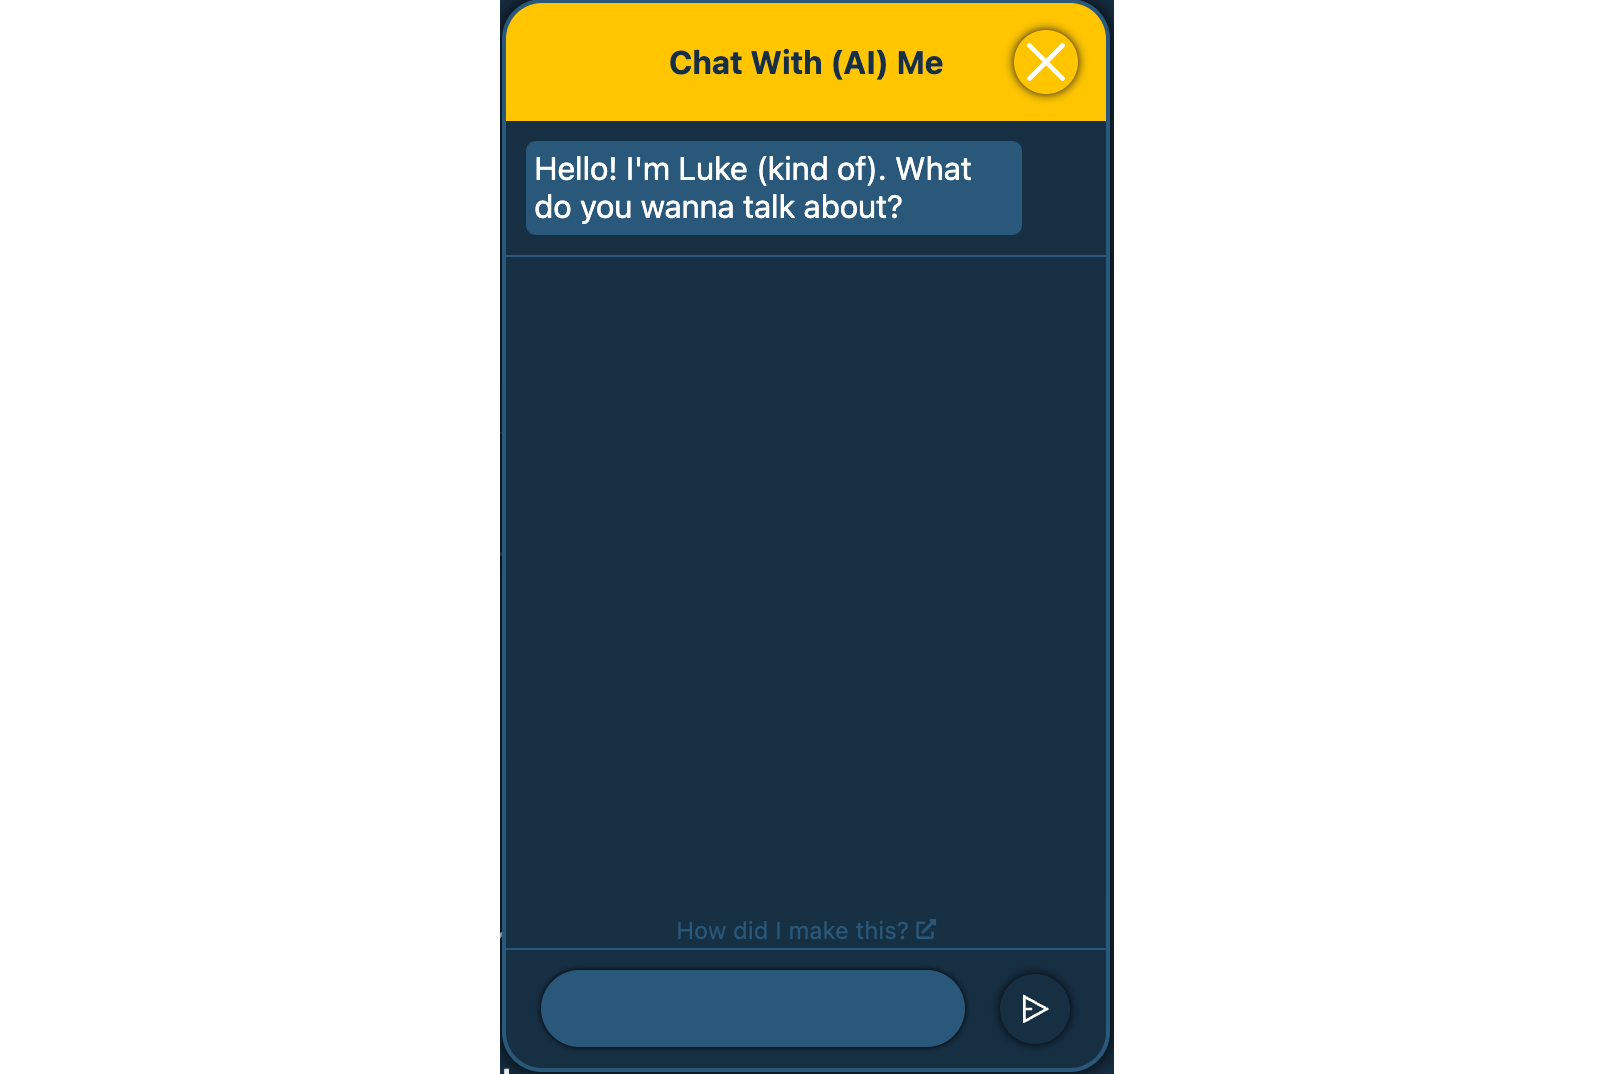 Chat With (AI) Me
Hello! I'm Luke (kind of). What
do you wanna talk about?
How did I make this?